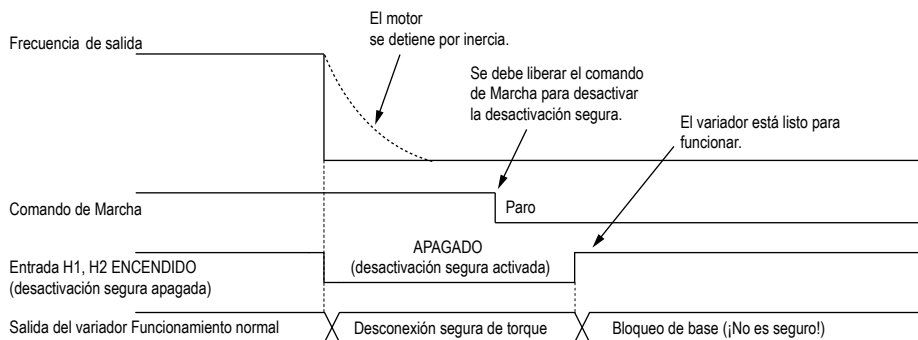 El motor
se detiene por inercia.
Frecuencia de salida
Se debe liberar el comando
de Marcha para desactivar
la desactivación segura.
El variador está listo para
funcionar.
Comando de Marcha
Paro
APAGADO
(desactivación segura activada)
Entrada H1, H2 ENCENDIDO
(desactivación segura apagada)
Salida del variador Funcionamiento normal
Desconexión segura de torque
Bloqueo de base (¡No es seguro!)